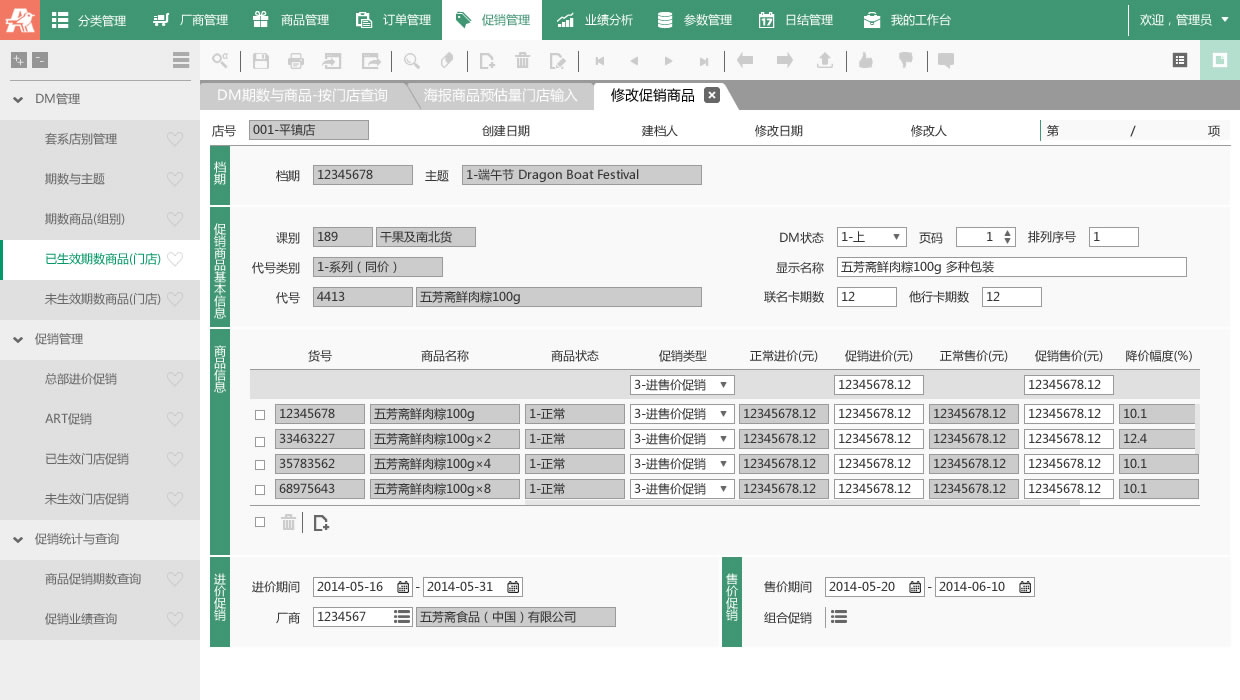 分类管理 厂商管理 商品管理 订单管理 促销管理 业绩分析 参数管理 日结管理 我的工作台 欢迎，管理员
DM期数与商品-按门店查询 海报商品预估量门店输入 修改促销商品
DM管理
套系店别管理
期数与主题
期数商品(组别)
已生效期数商品(门店)
未生效期数商品(门店)
促销管理
总部进价促销
ART促销
已生效门店促销
未生效门店促销
促销统计与查询
商品促销期数查询
促销业绩查询
店号 001-平镇店 创建日期 建档人 修改日期 修改人 第 / 项
档期
档期 12345678 主题 1-端午节 Dragon Boat Festival
促销商品基本信息
课别 189 干果及南北货 DM状态 1-上 页码 1 排列序号 1
代号类别 1-系列（同价） 显示名称 五芳斋鲜肉粽100g 多种包装
代号 4413 五芳斋鲜肉粽100g 联名卡期数 12 他行卡期数 12
商品信息
货号 商品名称 商品状态 促销类型 正常进价(元) 促销进价(元) 正常售价(元) 促销售价(元) 降价幅度(%)
3-进售价促销 12345678.12 12345678.12
12345678 五芳斋鲜肉粽100g 1-正常 3-进售价促销 12345678.12 12345678.12 12345678.12 12345678.12 10.1
33463227 五芳斋鲜肉粽100g×2 1-正常 3-进售价促销 12345678.12 12345678.12 12345678.12 12345678.12 12.4
35783562 五芳斋鲜肉粽100g×4 1-正常 3-进售价促销 12345678.12 12345678.12 12345678.12 12345678.12 10.1
68975643 五芳斋鲜肉粽100g×8 1-正常 3-进售价促销 12345678.12 12345678.12 12345678.12 12345678.12 10.1
进价促销
进价期间 2014-05-16 - 2014-05-31
厂商 1234567 五芳斋食品（中国）有限公司
售价促销
售价期间 2014-05-20 - 2014-06-10
组合促销